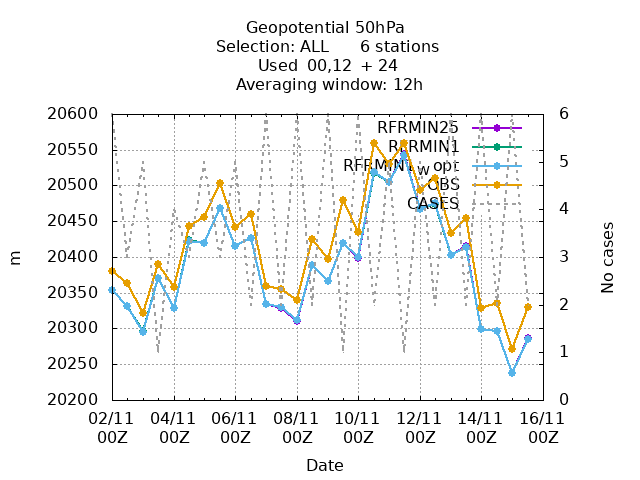 Geopotential 50hPa
Selection: ALL 6 stations
Used 00,12 + 24
Averaging window: 12h
RFRMIN25
RFRMIN1
RFRMIN1_w_opt
OBS
CASES
20600
20550
20500
20450
20400
20350
20300
20250
20200
m
6
5
4
3
2
1
0
No cases
02/11 04/11 06/11 08/11 10/11 12/11 14/11 16/11
00Z 00Z 00Z 00Z 00Z 00Z 00Z 00Z
Date